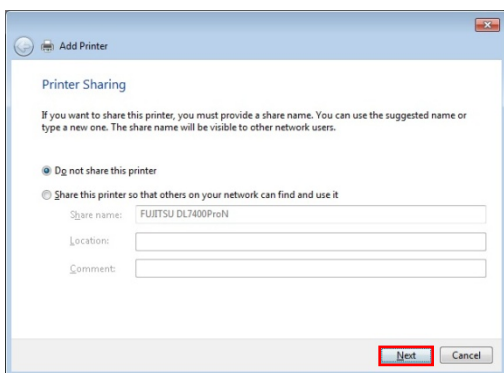 Add Printer
Printer Sharing
If you want to share this printer, you must provide a share name. You can use the suggested name or
type a new one. The share name will be visible to other network users.
Do not share this printer
Share this printer so that others on your network can find and use it
Share name: FUJITSU DL7400ProN
Location:
Comment:
Next Cancel